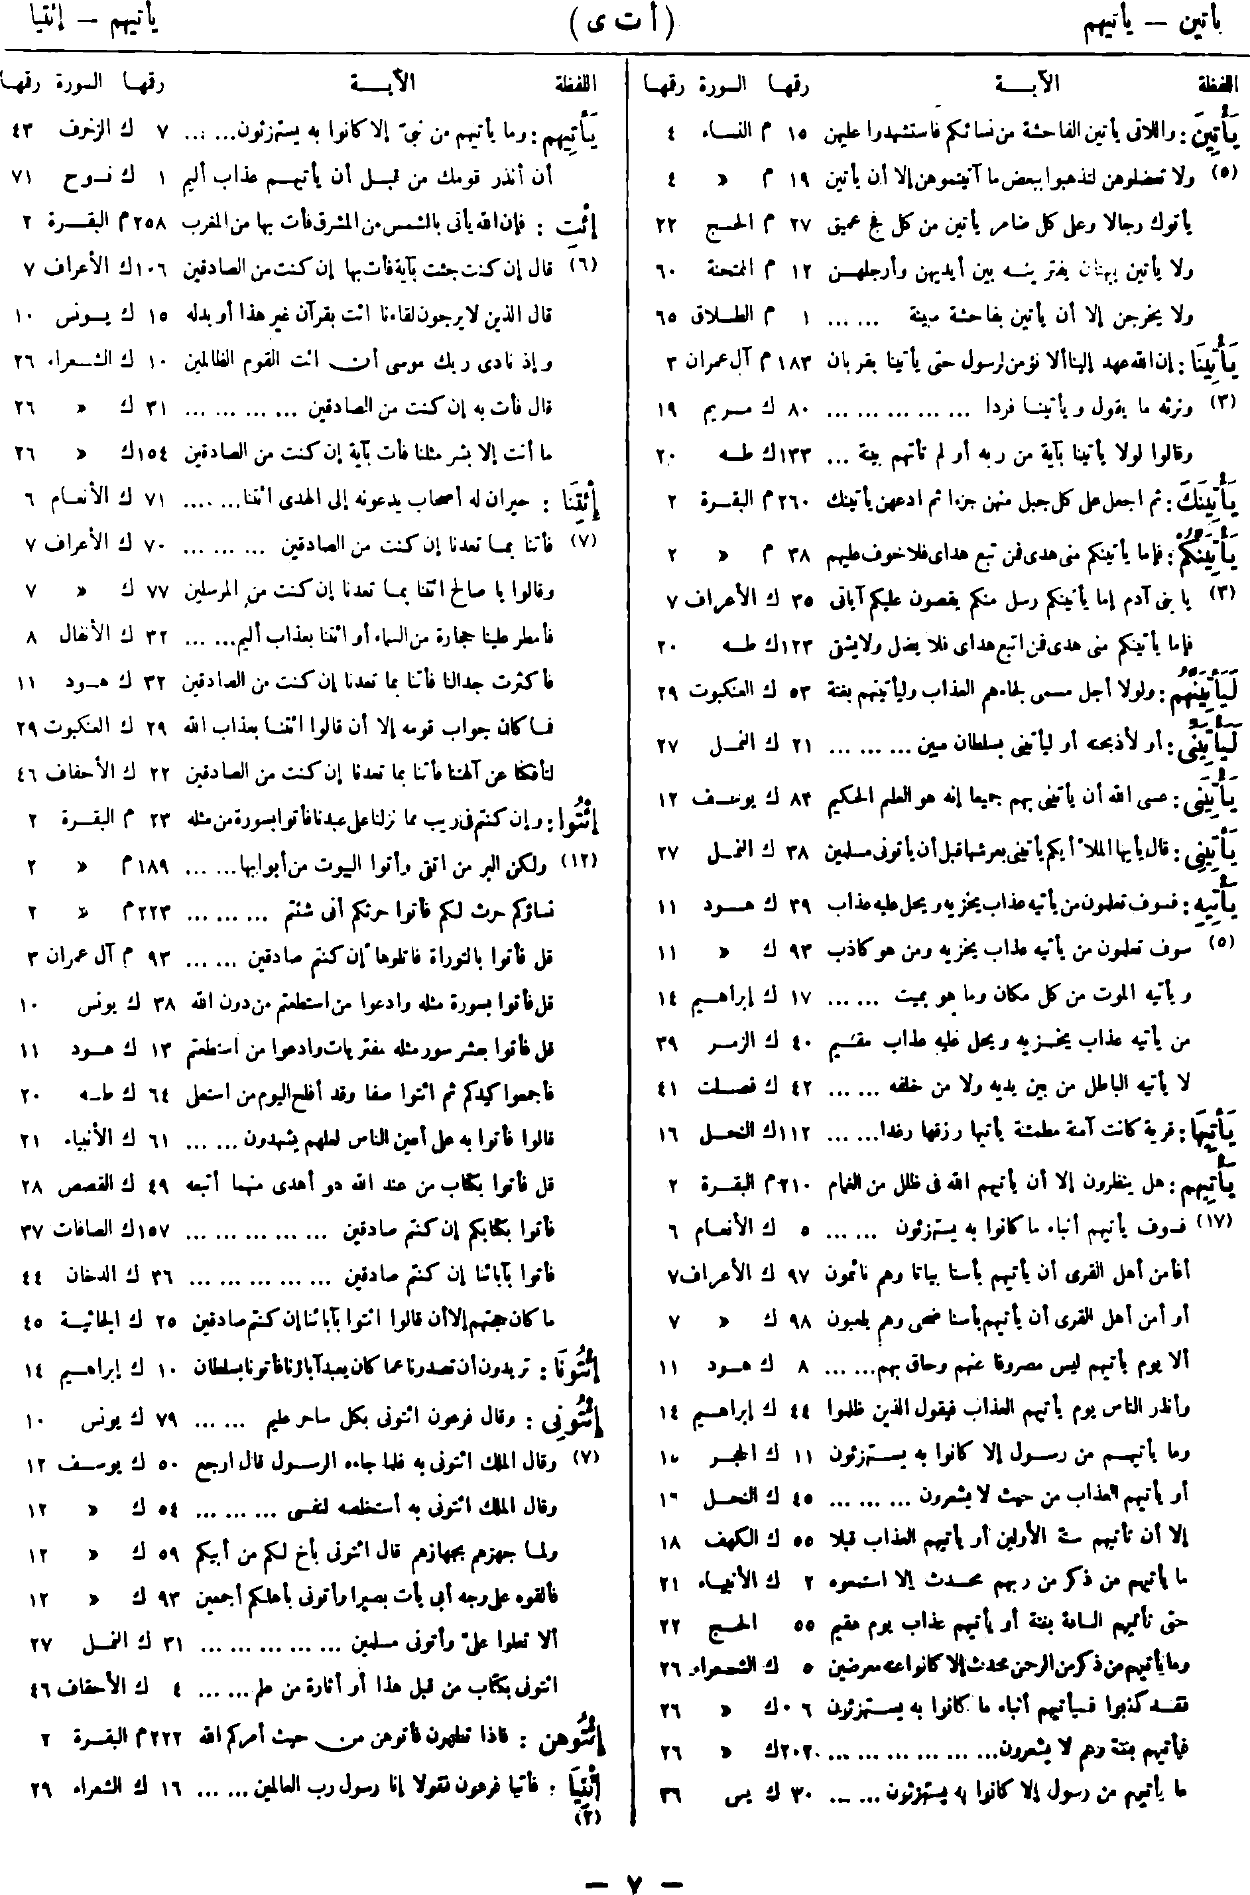 يأتين — يأتيهم
(أ ت ى)
يأتيهم — إئتيا
اللفظة الآيــة رقمها السورة رقمها
يَأْتِينَ : واللاتى يأتين الفاحشة من نسائكم فاستشهدوا عليهن ١٥ م النساء ٤
(٥) ولا تعضلوهن لتذهبوا ببعض ما آتيتموهن إلا أن يأتين ١٩ م » ٤
يأتوك رجالا وعلى كل ضامر يأتين من كل فج عميق ٢٧ م الحج ٢٢
ولا يأتين ببهتان يفترينه بين أيديهن وأرجلهن ١٢ م الممتحنة ٦٠
ولا يخرجن إلا أن يأتين بفاحشة مبينة ... ... ١ م الطلاق ٦٥
يَأْتِيَنَا : إن الله عهد إلينا ألا نؤمن لرسول حتى يأتينا بقربان ١٨٣ م آل عمران ٣
(٣) ونرثه ما يقول ويأتينا فردا ... ... ... ... ... ٨٠ ك مريم ١٩
وقالوا لولا يأتينا بآية من ربه أو لم تأتهم بينة ... ١٣٣ ك طه ٢٠
يَأْتِينَكَ : ثم اجعل على كل جبل منهن جزءا ثم ادعهن يأتينك ٢٦٠ م البقرة ٢
يَأْتِيَنَّكُمْ : فإما يأتينكم منى هدى فمن تبع هداى فلا خوف عليهم ٣٨ م » ٢
(٣) يا بنى آدم إما يأتينكم رسل منكم يقصون عليكم آياتى ٣٥ ك الأعراف ٧
فإما يأتينكم منى هدى فمن اتبع هداى فلا يضل ولا يشقى ١٢٣ ك طه ٢٠
لَيَأْتِيَنَّهُمْ : ولولا أجل مسمى لجاءهم العذاب وليأتينهم بغتة ٥٣ ك العنكبوت ٢٩
لَيَأْتِيَنِّى : أو لأذبحنه أو ليأتينى بسلطان مبين ... ... ... ٢١ ك النمل ٢٧
يَأْتِيَنِى : عسى الله أن يأتينى بهم جميعا إنه هو العليم الحكيم ٨٣ ك يوسف ١٢
يَأْتِينِى : قال يأيها الملأ أيكم يأتينى بعرشها قبل أن يأتونى مسلمين ٣٨ ك النمل ٢٧
يَأْتِيهِ : فسوف تعلمون من يأتيه عذاب يخزيه ويحل عليه عذاب ٣٩ ك هود ١١
(٥) سوف تعلمون من يأتيه عذاب يخزيه ومن هو كاذب ٩٣ ك » ١١
ويأتيه الموت من كل مكان وما هو بميت ... ... ١٧ ك إبراهيم ١٤
من يأتيه عذاب يخزيه ويحل عليه عذاب مقيم ٤٠ ك الزمر ٣٩
لا يأتيه الباطل من بين يديه ولا من خلفه ... ... ٤٢ ك فصلت ٤١
يَأْتِيهَا : قرية كانت آمنة مطمئنة يأتيها رزقها رغدا... ... ١١٢ ك النحل ١٦
يَأْتِيهِم : هل ينظرون إلا أن يأتيهم الله فى ظلل من الغمام ٢١٠ م البقرة ٢
(١٧) فسوف يأتيهم أنباء ما كانوا به يستهزئون ... ... ٥ ك الأنعام ٦
أفأمن أهل القرى أن يأتيهم بأسنا بياتا وهم نائمون ٩٧ ك الأعراف ٧
أو أمن أهل القرى أن يأتيهم بأسنا ضحى وهم يلعبون ٩٨ ك » ٧
ألا يوم يأتيهم ليس مصروفا عنهم وحاق بهم... ... ٨ ك هود ١١
وأنذر الناس يوم يأتيهم العذاب فيقول الذين ظلموا ٤٤ ك إبراهيم ١٤
وما يأتيهم من رسول إلا كانوا به يستهزئون ١١ ك الحجر ١٥
أو يأتيهم العذاب من حيث لا يشعرون ... ... ... ٤٥ ك النحل ١٦
إلا أن تأتيهم سنة الأولين أو يأتيهم العذاب قبلا ٥٥ ك الكهف ١٨
ما يأتيهم من ذكر من ربهم محدث إلا استمعوه ٢ ك الأنبياء ٢١
حتى تأتيهم الساعة بغتة أو يأتيهم عذاب يوم عقيم ٥٥ الحج ٢٢
وما يأتيهم من ذكر من الرحمن محدث إلا كانوا عنه معرضين ٥ ك الشعراء ٢٦
فقد كذبوا فسيأتيهم أنباء ما كانوا به يستهزئون ٦ ك » ٢٦
فيأتيهم بغتة وهم لا يشعرون... ... ... ... ... ... ٢٠٢ ك » ٢٦
ما يأتيهم من رسول إلا كانوا به يستهزئون ... ... ٣٠ ك يس ٣٦
اللفظة الآيــة رقمها السورة رقمها
يَأْتِيهِم : وما يأتيهم من نبىّ إلا كانوا به يستهزئون... ... ٧ ك الزخرف ٤٣
أن أنذر قومك من قبل أن يأتيهم عذاب أليم ١ ك نوح ٧١
إئْتِ : فإن الله يأتى بالشمس من المشرق فأت بها من المغرب ٢٥٨ م البقرة ٢
(٦) قال إن كنت جئت بآية فأت بها إن كنت من الصادقين ١٠٦ ك الأعراف ٧
قال الذين لا يرجون لقاءنا ائت بقرآن غير هذا أو بدله ١٥ ك يونس ١٠
وإذ نادى ربك موسى أن ائت القوم الظالمين ١٠ ك الشعراء ٢٦
قال فأت به إن كنت من الصادقين ... ... ... ... ٣١ ك » ٢٦
ما أنت إلا بشر مثلنا فأت بآية إن كنت من الصادقين ١٥٤ ك » ٢٦
إئْتِنَا : حيران له أصحاب يدعونه إلى الهدى ائتنا... .... ٧١ ك الأنعام ٦
(٧) فأتنا بما تعدنا إن كنت من الصادقين ... ... ... ٧٠ ك الأعراف ٧
وقالوا يا صالح ائتنا بما تعدنا إن كنت من المرسلين ٧٧ ك » ٧
فأمطر علينا حجارة من السماء أو ائتنا بعذاب أليم... ... ٣٢ ك الأنفال ٨
فأكثرت جدالنا فأتنا بما تعدنا إن كنت من الصادقين ٣٢ ك هود ١١
فما كان جواب قومه إلا أن قالوا ائتنا بعذاب الله ٢٩ ك العنكبوت ٢٩
لتأفكنا عن آلهتنا فأتنا بما تعدنا إن كنت من الصادقين ٢٢ ك الأحقاف ٤٦
إئْتُوا : وإن كنتم فى ريب مما نزلنا على عبدنا فأتوا بسورة من مثله ٢٣ م البقرة ٢
(١٢) ولكن البر من اتقى وأتوا البيوت من أبوابها... ... ١٨٩ م » ٢
نساؤكم حرث لكم فأتوا حرثكم أنى شئتم ... ... ... ٢٢٣ م » ٢
قل فأتوا بالتوراة فاتلوها إن كنتم صادقين ... ... ٩٣ م آل عمران ٣
قل فأتوا بسورة مثله وادعوا من استطعتم من دون الله ٣٨ ك يونس ١٠
قل فأتوا بعشر سور مثله مفتريات وادعوا من استطعتم ١٣ ك هود ١١
فأجمعوا كيدكم ثم ائتوا صفا وقد أفلح اليوم من استعلى ٦٤ ك طه ٢٠
قالوا فأتوا به على أعين الناس لعلهم يشهدون... ... ٦١ ك الأنبياء ٢١
قل فأتوا بكتاب من عند الله هو أهدى منهما أتبعه ٤٩ ك القصص ٢٨
فأتوا بكتابكم إن كنتم صادقين ... ... ... ... ... ١٥٧ ك الصافات ٣٧
فأتوا بآبائنا إن كنتم صادقين ... ... ... ... ... ٣٦ ك الدخان ٤٤
ما كان حجتهم إلا أن قالوا ائتوا بآبائنا إن كنتم صادقين ٢٥ ك الجاثية ٤٥
إئْتُونَا : تريدون أن تصدونا عما كان يعبد آباؤنا فأتونا بسلطان ١٠ ك إبراهيم ١٤
إئْتُونِى : وقال فرعون ائتونى بكل ساحر عليم ... ... ٧٩ ك يونس ١٠
(٧) وقال الملك ائتونى به فلما جاءه الرسول قال ارجع ٥٠ ك يوسف ١٢
وقال الملك ائتونى به أستخلصه لنفسى ... ... ... ٥٤ ك » ١٢
ولما جهزهم بجهازهم قال ائتونى بأخ لكم من أبيكم ٥٩ ك » ١٢
فألقوه على وجه أبى يأت بصيرا وأتونى بأهلكم أجمعين ٩٣ ك » ١٢
ألا تعلوا علىّ وأتونى مسلمين ... ... ... ... ... ٣١ ك النمل ٢٧
ائتونى بكتاب من قبل هذا أو أثارة من علم... ... ٤ ك الأحقاف ٤٦
إئْتُوهن : فاذا تطهرن فأتوهن من حيث أمركم الله ٢٢٢ م البقرة ٢
إئْتِيَا : فأتيا فرعون فقولا إنا رسول رب العالمين ... ... ١٦ ك الشعراء ٢٩
(٢)
— ٧ —